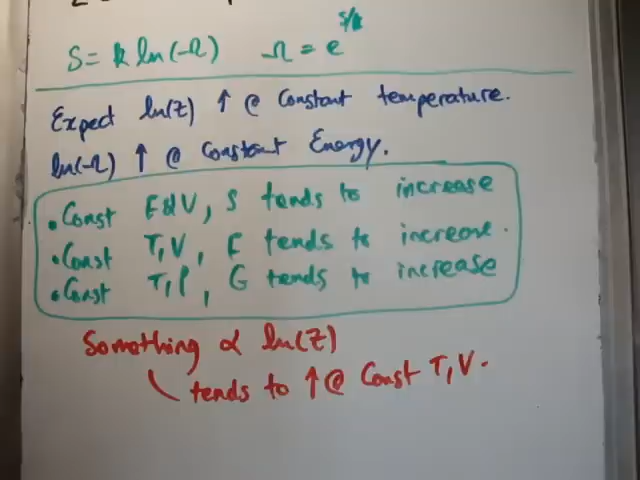 S = k ln(Ω) Ω = e^{S/k}
Expect ln(Z) ↑ @ Constant temperature.
ln(Ω) ↑ @ Constant Energy.
• Const E & V, S tends to increase
• Const T, V, F tends to increase.
• Const T, P, G tends to increase
Something α ln(Z)
tends to ↑ @ Const T, V.